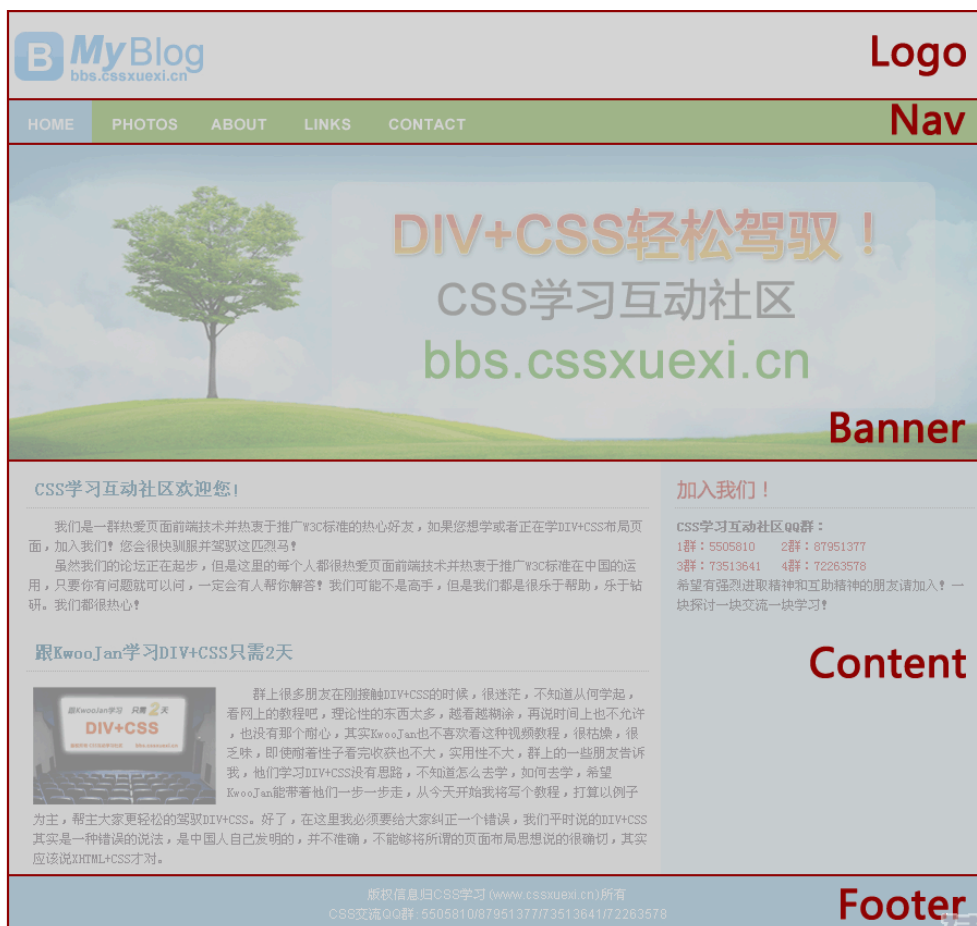 MyBlog
bbs.cssxuexi.cn
Logo
HOME PHOTOS ABOUT LINKS CONTACT
Nav
DIV+CSS轻松驾驭！
CSS学习互动社区
bbs.cssxuexi.cn
Banner
CSS学习互动社区欢迎您!
我们是一群热爱页面前端技术并热衷于推广W3C标准的热心好友，如果您想学或者正在学DIV+CSS布局页
面，加入我们！您会很快驯服并驾驭这匹烈马！
虽然我们的论坛正在起步，但是这里的每个人都很热爱页面前端技术并热衷于推广W3C标准在中国的运
用，只要你有问题就可以问，一定会有人帮你解答！我们可能不是高手，但是我们都是很乐于帮助，乐于钻
研。我们都很热心！
加入我们！
CSS学习互动社区QQ群：
1群：5505810 2群：87951377
3群：73513641 4群：72263578
希望有强烈进取精神和互助精神的朋友请加入！一
块探讨一块交流一块学习！
Content
跟KwooJan学习DIV+CSS只需2天
跟KwooJan学习 只需2天
DIV+CSS
群上很多朋友在刚接触DIV+CSS的时候，很迷茫，不知道从何学起，
看网上的教程吧，理论性的东西太多，越看越糊涂，再说时间上也不允许
，也没有那个耐心，其实KwooJan也不喜欢看这种视频教程，很枯燥，很
乏味，即使耐着性子看完收获也不大，实用性不大，群上的一些朋友告诉
我，他们学习DIV+CSS没有思路，不知道怎么去学，如何去学，希望
KwooJan能带着他们一步一步走，从今天开始我将写个教程，打算以例子
为主，帮主大家更轻松的驾驭DIV+CSS。好了，在这里我必须要给大家纠正一个错误，我们平时说的DIV+CSS
其实是一种错误的说法，是中国人自己发明的，并不准确，不能够将所谓的页面布局思想说的很确切，其实
应该说XHTML+CSS才对。
版权信息归CSS学习 (www.cssxuexi.cn)所有
CSS交流QQ群: 5505810/87951377/73513641/72263578
Footer